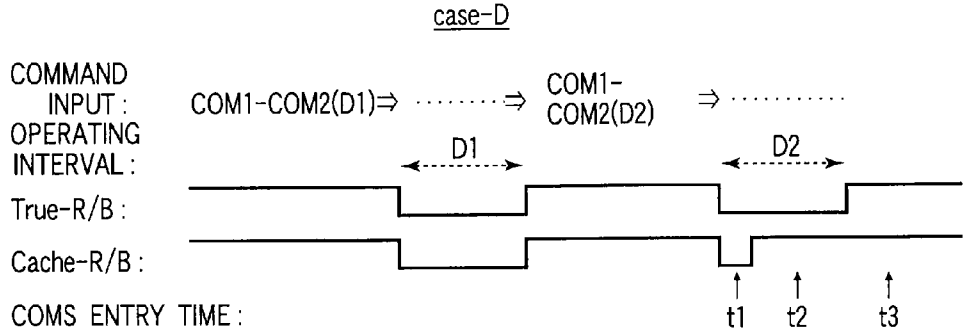 case-D
COMMAND INPUT : COM1-COM2(D1)⇒ ········⇒ COM1-COM2(D2) ⇒ ·········
OPERATING INTERVAL : D1 D2
True-R/B :
Cache-R/B :
COMS ENTRY TIME : t1 t2 t3